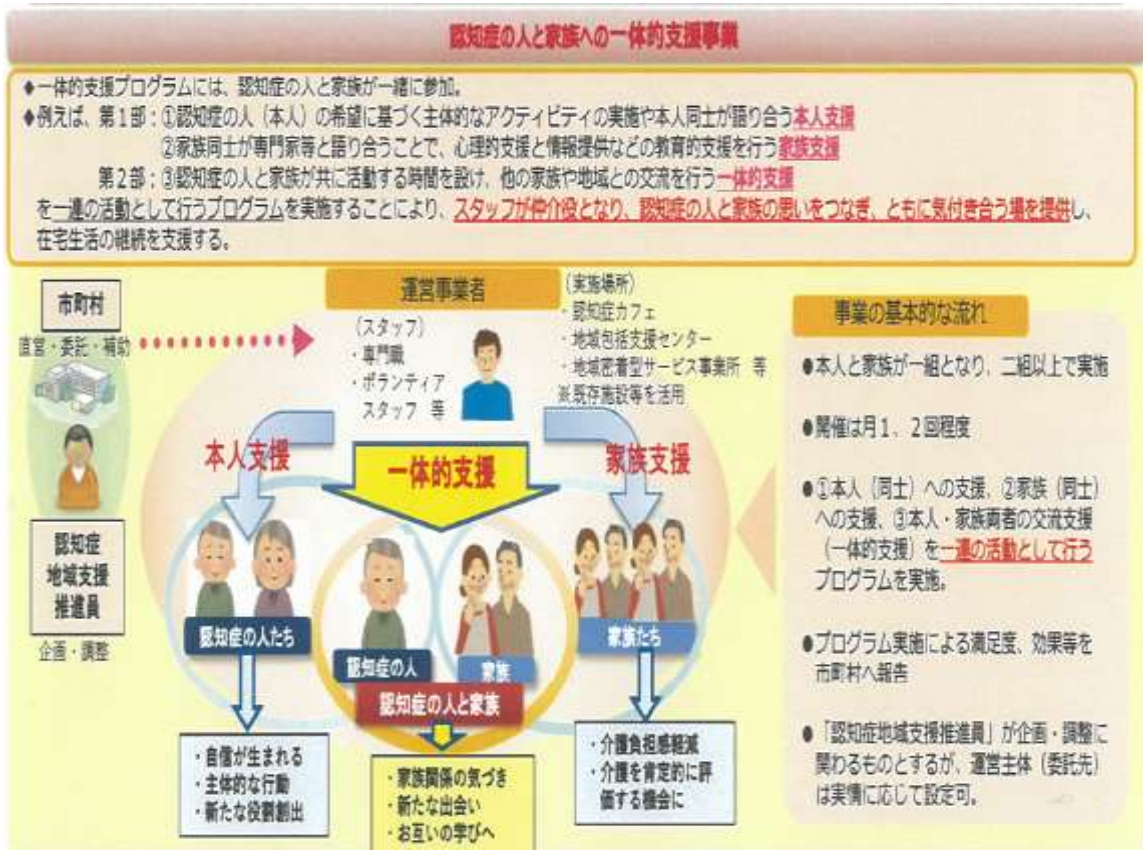 認知症の人と家族への一体的支援事業
◆一体的支援プログラムには、認知症の人と家族が一緒に参加。
◆例えば、第1部：①認知症の人（本人）の希望に基づく主体的なアクティビティの実施や本人同士が語り合う本人支援
②家族同士が専門家等と語り合うことで、心理的支援と情報提供などの教育的支援を行う家族支援
第2部：③認知症の人と家族が共に活動する時間を設け、他の家族や地域との交流を行う一体的支援
を一連の活動として行うプログラムを実施することにより、スタッフが仲介役となり、認知症の人と家族の思いをつなぎ、ともに気付き合う場を提供し、
在宅生活の継続を支援する。
市町村
直営・委託・補助
認知症
地域支援
推進員
企画・調整
運営事業者
（スタッフ）
・専門職
・ボランティア
スタッフ 等
（実施場所）
・認知症カフェ
・地域包括支援センター
・地域密着型サービス事業所 等
※既存施設等を活用
本人支援
一体的支援
家族支援
認知症の人たち
認知症の人
家族
家族たち
認知症の人と家族
・自信が生まれる
・主体的な行動
・新たな役割創出
・家族関係の気づき
・新たな出会い
・お互いの学びへ
・介護負担感軽減
・介護を肯定的に評
価する機会に
事業の基本的な流れ
●本人と家族が一組となり、二組以上で実施
●開催は月１、２回程度
●①本人（同士）への支援、②家族（同士）
への支援、③本人・家族両者の交流支援
（一体的支援）を一連の活動として行う
プログラムを実施。
●プログラム実施による満足度、効果等を
市町村へ報告
●「認知症地域支援推進員」が企画・調整に
関わるものとするが、運営主体（委託先）
は実情に応じて設定可。